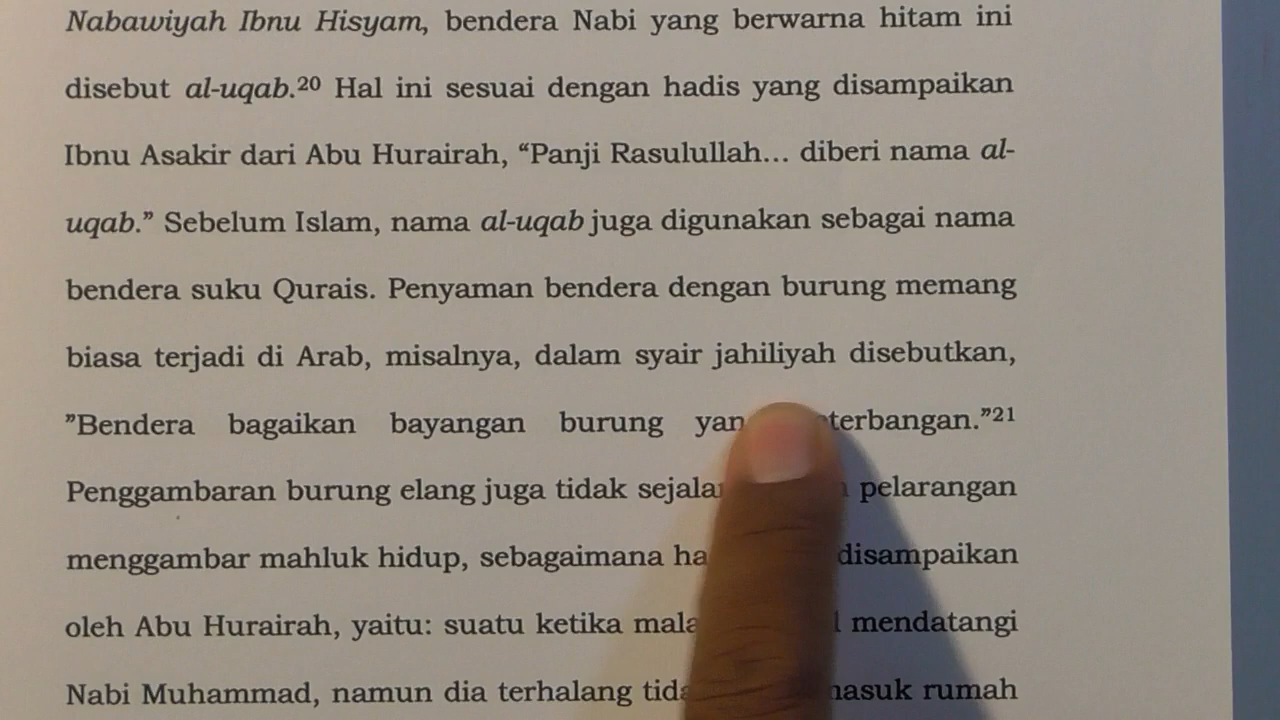 Nabawiyah Ibnu Hisyam, bendera Nabi yang berwarna hitam ini
disebut al-uqab.20 Hal ini sesuai dengan hadis yang disampaikan
Ibnu Asakir dari Abu Hurairah, “Panji Rasulullah... diberi nama al-
uqab.” Sebelum Islam, nama al-uqab juga digunakan sebagai nama
bendera suku Qurais. Penyaman bendera dengan burung memang
biasa terjadi di Arab, misalnya, dalam syair jahiliyah disebutkan,
”Bendera bagaikan bayangan burung
Penggambaran burung elang juga tidak pelarangan
menggambar mahluk hidup, sebagaimana disampaikan
oleh Abu Hurairah, yaitu: suatu ketika mendatangi
Nabi Muhammad, namun dia terhalang rumah